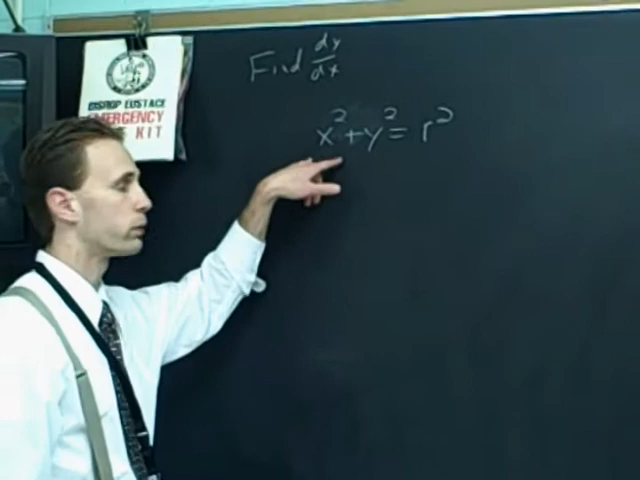 Find dy/dx
x²+y²= r²
BISHOP EUSTACE
EMERGENCY
KIT